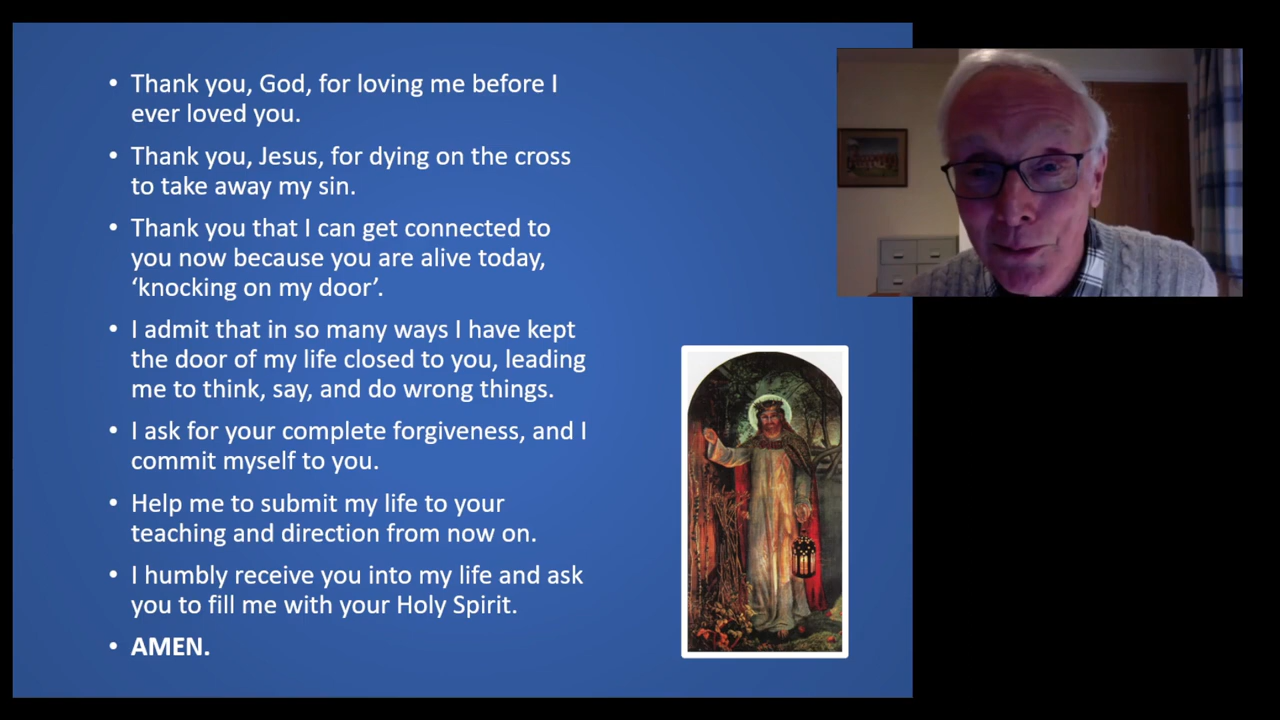 • Thank you, God, for loving me before I
ever loved you.
• Thank you, Jesus, for dying on the cross
to take away my sin.
• Thank you that I can get connected to
you now because you are alive today,
‘knocking on my door’.
• I admit that in so many ways I have kept
the door of my life closed to you, leading
me to think, say, and do wrong things.
• I ask for your complete forgiveness, and I
commit myself to you.
• Help me to submit my life to your
teaching and direction from now on.
• I humbly receive you into my life and ask
you to fill me with your Holy Spirit.
• AMEN.